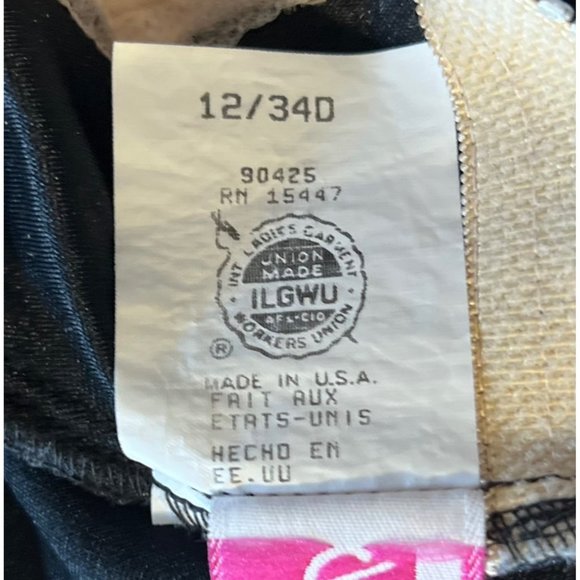 12/34D
90425
RN 15447
INT. LADIES GARMENT WORKERS UNION
UNION
MADE
ILGWU
AFL-CIO
®
MADE IN U.S.A.
FAIT AUX
ETATS-UNIS
HECHO EN
EE.UU